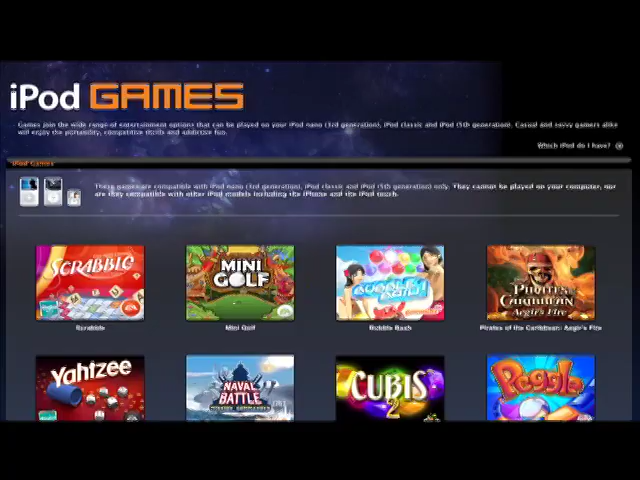 iPod GAMES
Games join the wide range of entertainment options that can be played on your iPod nano (3rd generation), iPod classic and iPod (5th generation). Casual and savvy gamers alike
will enjoy the portability, competitive thrills and addictive fun.
Which iPod do I have?
iPod Games
These games are compatible with iPod nano (3rd generation), iPod classic and iPod (5th generation) only. They cannot be played on your computer, nor
are they compatible with other iPod models including the iPhone and the iPod touch.
SCRABBLE
MINI GOLF
BUBBLE BASH
PIRATES of the CARIBBEAN AEGIR'S FIRE
Scrabble
Mini Golf
Bubble Bash
Pirates of the Caribbean: Aegir's Fire
Yahtzee
NAVAL BATTLE
CUBIS 2
Peggle